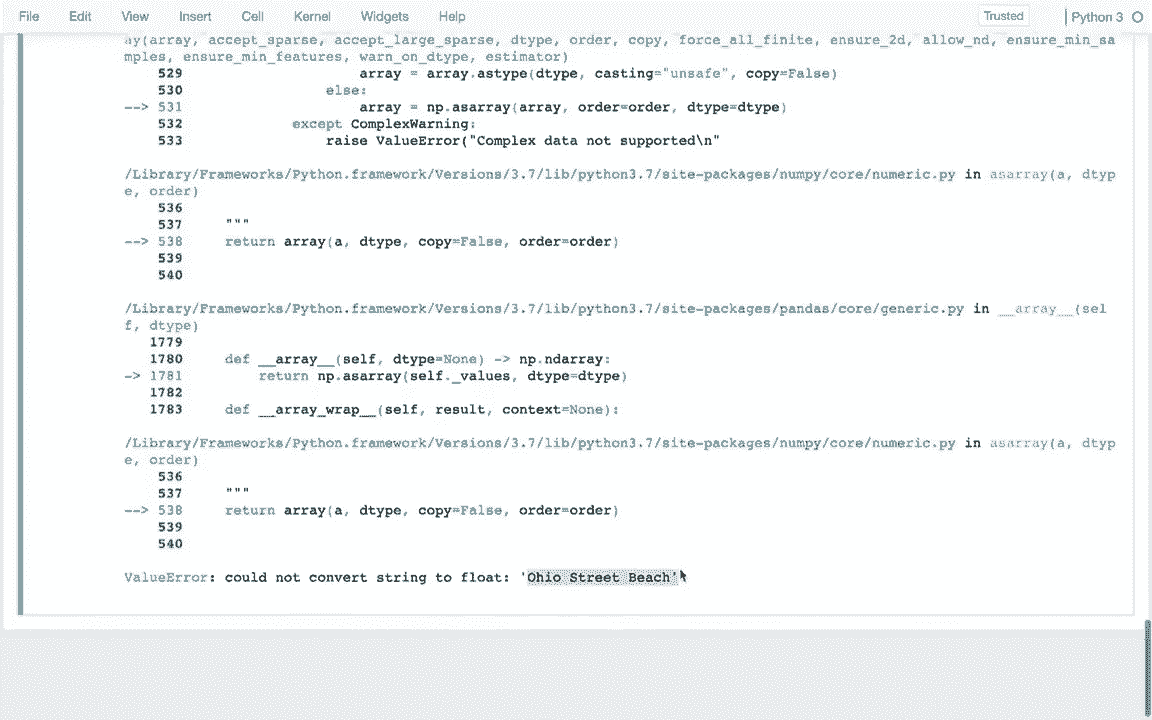 File Edit View Insert Cell Kernel Widgets Help Trusted Python 3
ay(array, accept_sparse, accept_large_sparse, dtype, order, copy, force_all_finite, ensure_2d, allow_nd, ensure_min_sa
mples, ensure_min_features, warn_on_dtype, estimator)
529 array = array.astype(dtype, casting="unsafe", copy=False)
530 else:
--> 531 array = np.asarray(array, order=order, dtype=dtype)
532 except ComplexWarning:
533 raise ValueError("Complex data not supported\n"
/Library/Frameworks/Python.framework/Versions/3.7/lib/python3.7/site-packages/numpy/core/numeric.py in asarray(a, dtyp
e, order)
536
537 """
--> 538 return array(a, dtype, copy=False, order=order)
539
540
/Library/Frameworks/Python.framework/Versions/3.7/lib/python3.7/site-packages/pandas/core/generic.py in __array__(sel
f, dtype)
1779
1780 def __array__(self, dtype=None) -> np.ndarray:
-> 1781 return np.asarray(self._values, dtype=dtype)
1782
1783 def __array_wrap__(self, result, context=None):
/Library/Frameworks/Python.framework/Versions/3.7/lib/python3.7/site-packages/numpy/core/numeric.py in asarray(a, dtyp
e, order)
536
537 """
--> 538 return array(a, dtype, copy=False, order=order)
539
540
ValueError: could not convert string to float: 'Ohio Street Beach'